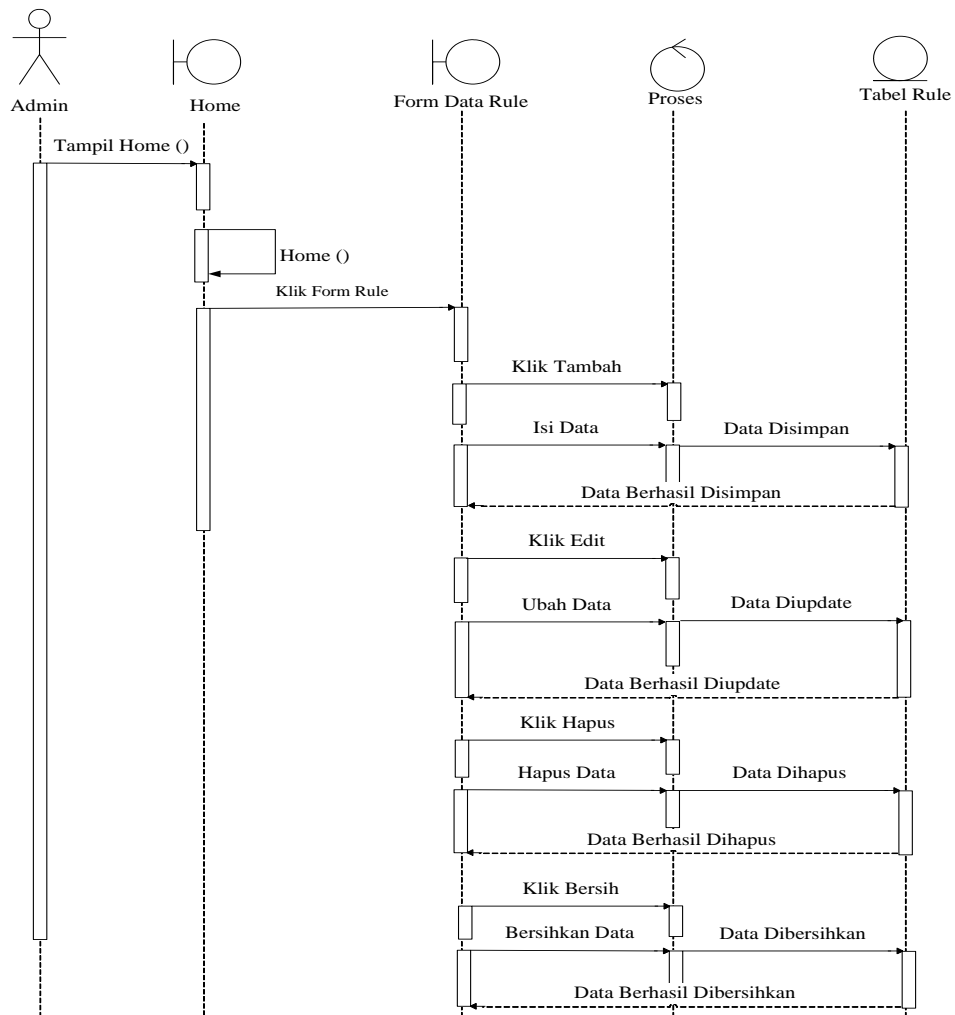 Admin
Home
Form Data Rule
Proses
Tabel Rule
Tampil Home ()
Home ()
Klik Form Rule
Klik Tambah
Isi Data
Data Disimpan
Data Berhasil Disimpan
Klik Edit
Ubah Data
Data Diupdate
Data Berhasil Diupdate
Klik Hapus
Hapus Data
Data Dihapus
Data Berhasil Dihapus
Klik Bersih
Bersihkan Data
Data Dibersihkan
Data Berhasil Dibersihkan